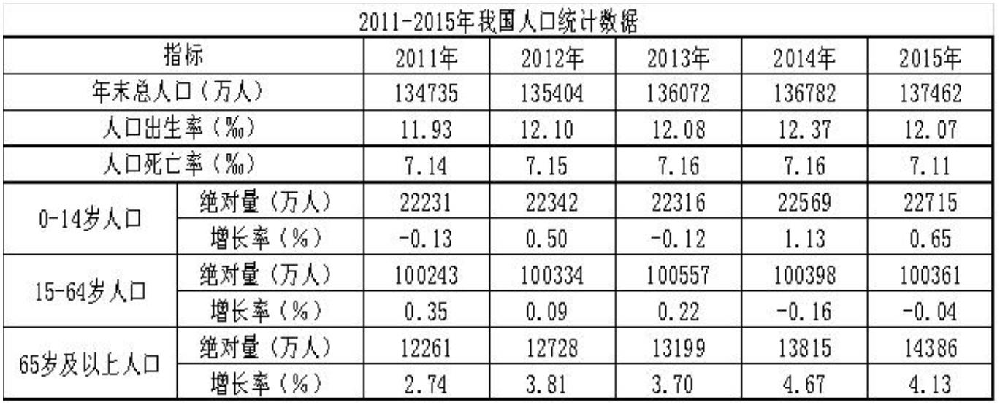 2011-2015年我国人口统计数据
指标 2011年 2012年 2013年 2014年 2015年
年末总人口（万人） 134735 135404 136072 136782 137462
人口出生率（‰） 11.93 12.10 12.08 12.37 12.07
人口死亡率（‰） 7.14 7.15 7.16 7.16 7.11
0-14岁人口 绝对量（万人） 22231 22342 22316 22569 22715
增长率（%） -0.13 0.50 -0.12 1.13 0.65
15-64岁人口 绝对量（万人） 100243 100334 100557 100398 100361
增长率（%） 0.35 0.09 0.22 -0.16 -0.04
65岁及以上人口 绝对量（万人） 12261 12728 13199 13815 14386
增长率（%） 2.74 3.81 3.70 4.67 4.13